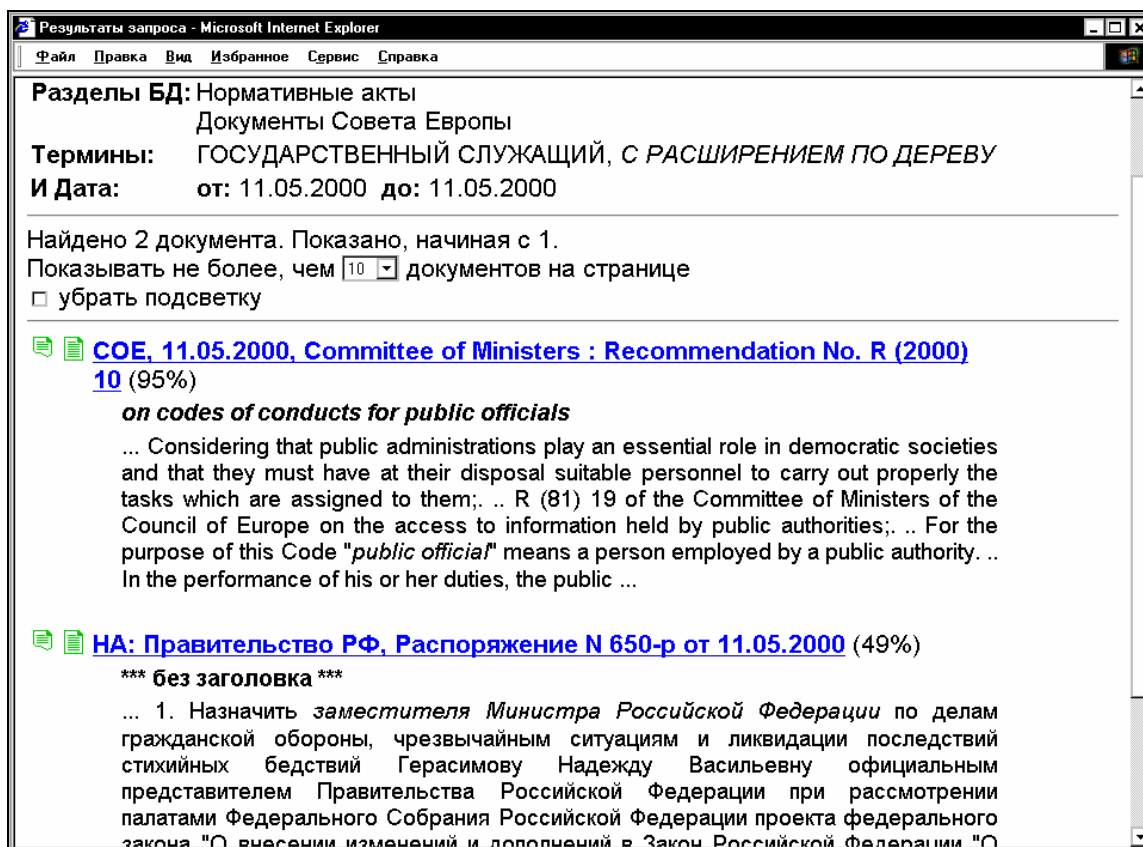 Результаты запроса - Microsoft Internet Explorer
Файл Правка Вид Избранное Сервис Справка
Разделы БД: Нормативные акты
Документы Совета Европы
Термины: ГОСУДАРСТВЕННЫЙ СЛУЖАЩИЙ, С РАСШИРЕНИЕМ ПО ДЕРЕВУ
И Дата: от: 11.05.2000 до: 11.05.2000
Найдено 2 документа. Показано, начиная с 1.
Показывать не более, чем 10 документов на странице
убрать подсветку
COE, 11.05.2000, Committee of Ministers : Recommendation No. R (2000)
10 (95%)
on codes of conducts for public officials
... Considering that public administrations play an essential role in democratic societies
and that they must have at their disposal suitable personnel to carry out properly the
tasks which are assigned to them;. .. R (81) 19 of the Committee of Ministers of the
Council of Europe on the access to information held by public authorities;. .. For the
purpose of this Code "public official" means a person employed by a public authority. ..
In the performance of his or her duties, the public ...
НА: Правительство РФ, Распоряжение N 650-р от 11.05.2000 (49%)
*** без заголовка ***
... 1. Назначить заместителя Министра Российской Федерации по делам
гражданской обороны, чрезвычайным ситуациям и ликвидации последствий
стихийных бедствий Герасимову Надежду Васильевну официальным
представителем Правительства Российской Федерации при рассмотрении
палатами Федерального Собрания Российской Федерации проекта федерального
закона "О внесении изменений и дополнений в Закон Российской Федерации "О